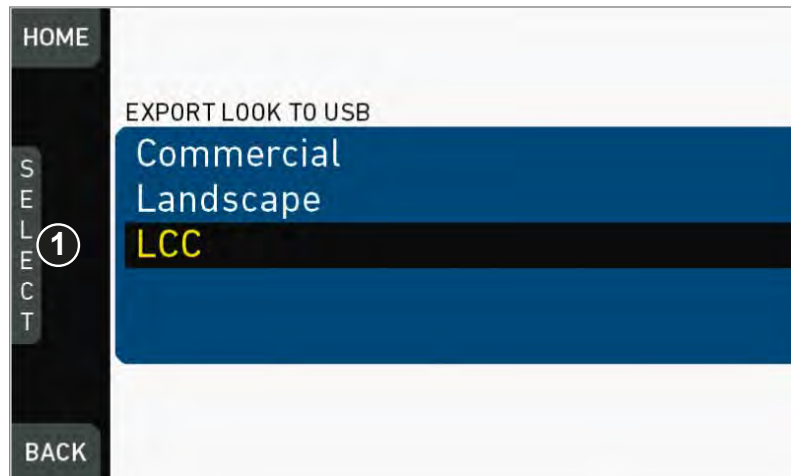 HOME
EXPORT LOOK TO USB
Commercial
Landscape
LCC
SELECT
1
BACK